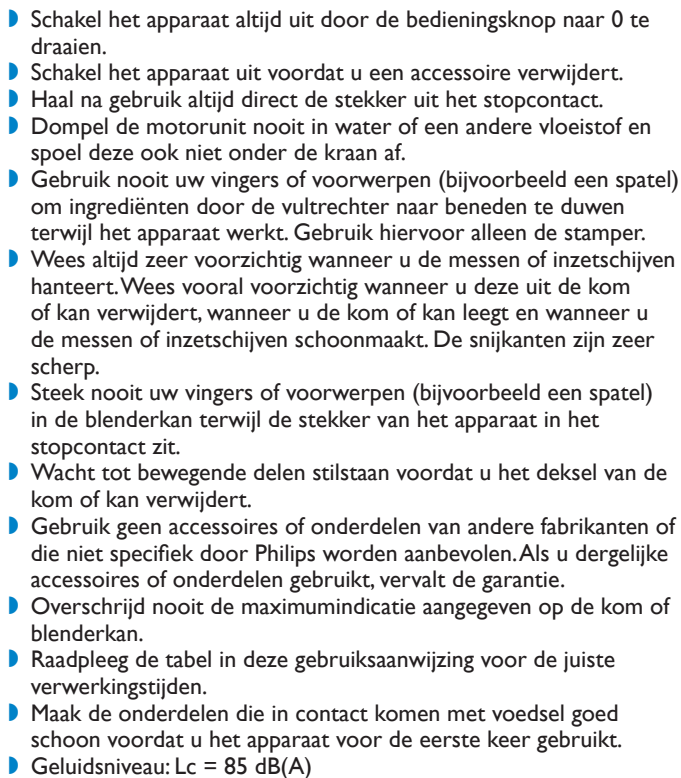 Schakel het apparaat altijd uit door de bedieningsknop naar 0 te
draaien.
Schakel het apparaat uit voordat u een accessoire verwijdert.
Haal na gebruik altijd direct de stekker uit het stopcontact.
Dompel de motorunit nooit in water of een andere vloeistof en
spoel deze ook niet onder de kraan af.
Gebruik nooit uw vingers of voorwerpen (bijvoorbeeld een spatel)
om ingrediënten door de vultrechter naar beneden te duwen
terwijl het apparaat werkt. Gebruik hiervoor alleen de stamper.
Wees altijd zeer voorzichtig wanneer u de messen of inzetschijven
hanteert. Wees vooral voorzichtig wanneer u deze uit de kom
of kan verwijdert, wanneer u de kom of kan leegt en wanneer u
de messen of inzetschijven schoonmaakt. De snijkanten zijn zeer
scherp.
Steek nooit uw vingers of voorwerpen (bijvoorbeeld een spatel)
in de blenderkan terwijl de stekker van het apparaat in het
stopcontact zit.
Wacht tot bewegende delen stilstaan voordat u het deksel van de
kom of kan verwijdert.
Gebruik geen accessoires of onderdelen van andere fabrikanten of
die niet specifiek door Philips worden aanbevolen. Als u dergelijke
accessoires of onderdelen gebruikt, vervalt de garantie.
Overschrijd nooit de maximumindicatie aangegeven op de kom of
blenderkan.
Raadpleeg de tabel in deze gebruiksaanwijzing voor de juiste
verwerkingstijden.
Maak de onderdelen die in contact komen met voedsel goed
schoon voordat u het apparaat voor de eerste keer gebruikt.
Geluidsniveau: Lc = 85 dB(A)